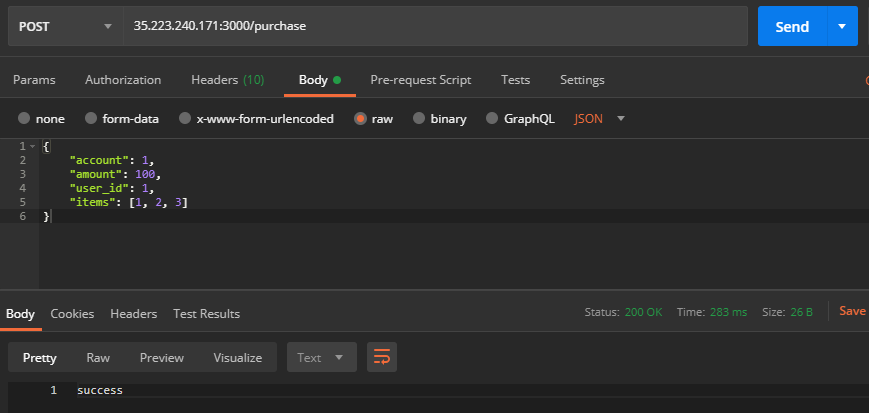 POST 35.223.240.171:3000/purchase Send
Params Authorization Headers (10) Body Pre-request Script Tests Settings
none form-data x-www-form-urlencoded raw binary GraphQL JSON
1 {
2 "account": 1,
3 "amount": 100,
4 "user_id": 1,
5 "items": [1, 2, 3]
6 }
Body Cookies Headers Test Results Status: 200 OK Time: 283 ms Size: 26 B Save
Pretty Raw Preview Visualize Text
1 success